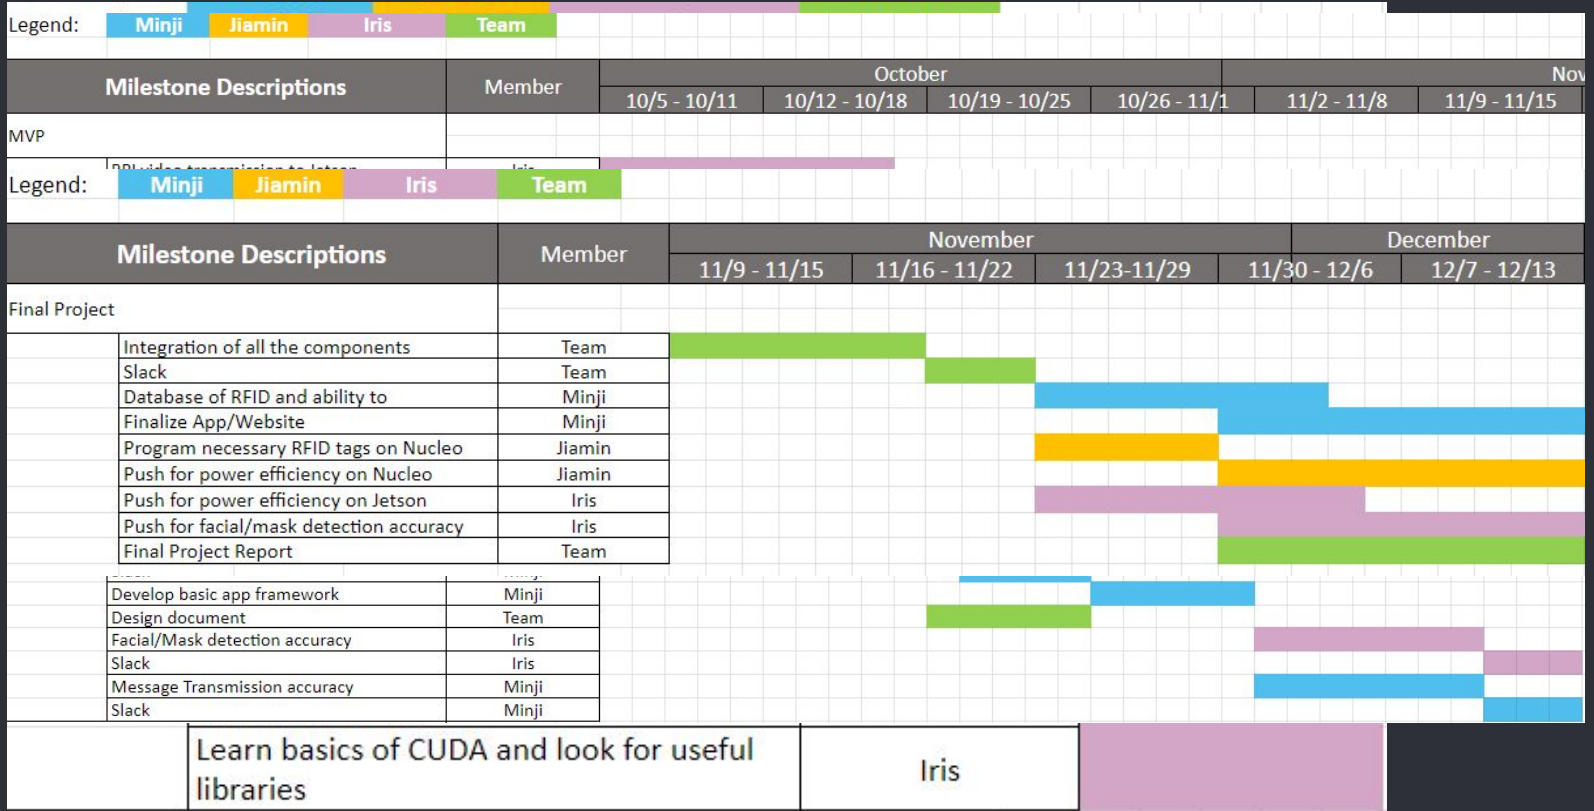 Legend: Minji Jiamin Iris Team
Milestone Descriptions Member October Nov
10/5 - 10/11 10/12 - 10/18 10/19 - 10/25 10/26 - 11/1 11/2 - 11/8 11/9 - 11/15
MVP
Legend: Minji Jiamin Iris Team
Milestone Descriptions Member November December
11/9 - 11/15 11/16 - 11/22 11/23-11/29 11/30 - 12/6 12/7 - 12/13
Final Project
Integration of all the components Team
Slack Team
Database of RFID and ability to Minji
Finalize App/Website Minji
Program necessary RFID tags on Nucleo Jiamin
Push for power efficiency on Nucleo Jiamin
Push for power efficiency on Jetson Iris
Push for facial/mask detection accuracy Iris
Final Project Report Team
Develop basic app framework Minji
Design document Team
Facial/Mask detection accuracy Iris
Slack Iris
Message Transmission accuracy Minji
Slack Minji
Learn basics of CUDA and look for useful
libraries
Iris